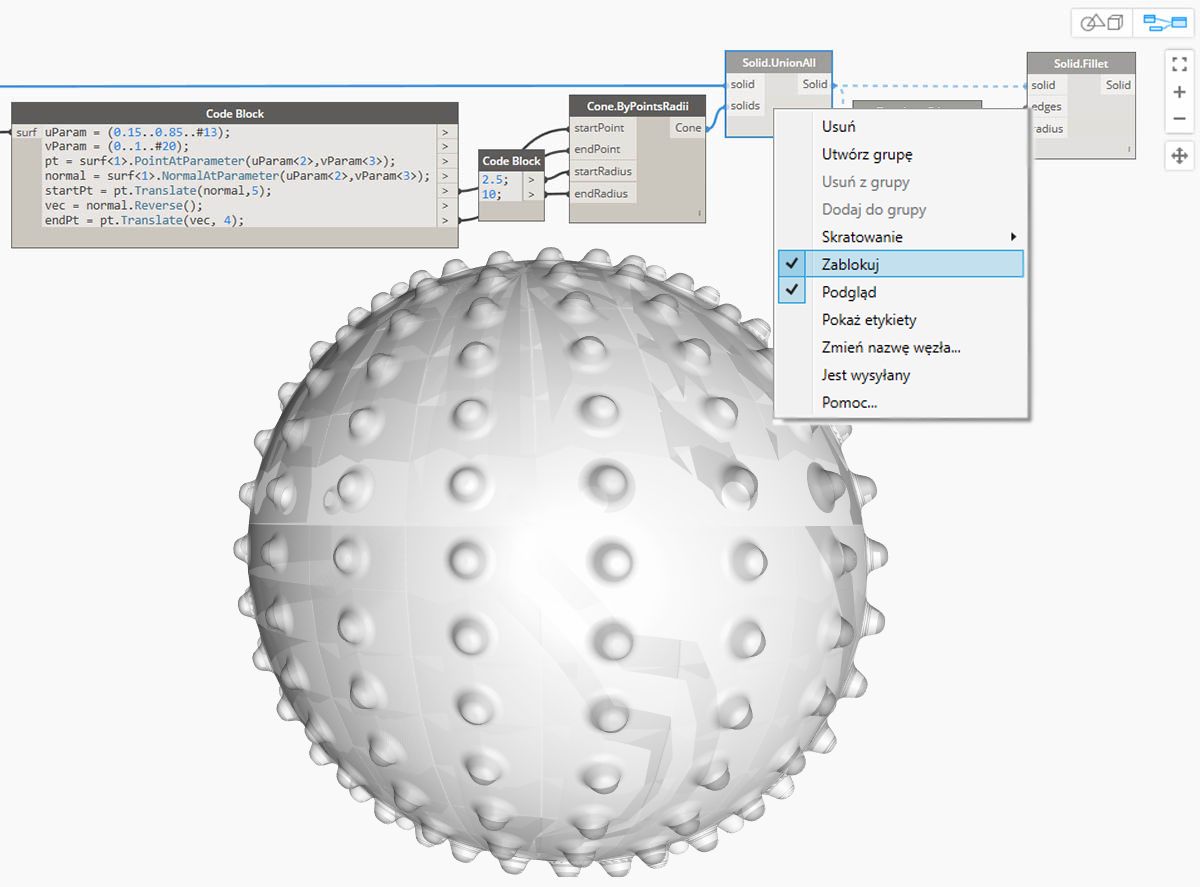 Code Block
surf
uParam = (0.15..0.85..#13); >
vParam = (0..1..#20); >
pt = surf<1>.PointAtParameter(uParam<2>,vParam<3>); >
normal = surf<1>.NormalAtParameter(uParam<2>,vParam<3>); >
startPt = pt.Translate(normal,5); >
vec = normal.Reverse(); >
endPt = pt.Translate(vec, 4); >
Code Block
2.5; >
10; >
Cone.ByPointsRadii
startPoint Cone
endPoint
startRadius
endRadius
Solid.UnionAll
solid Solid
solids
Solid.Fillet
solid Solid
edges
radius
Usuń
Utwórz grupę
Usuń z grupy
Dodaj do grupy
Skratowanie
Zablokuj
Podgląd
Pokaż etykiety
Zmień nazwę węzła...
Jest wysyłany
Pomoc...